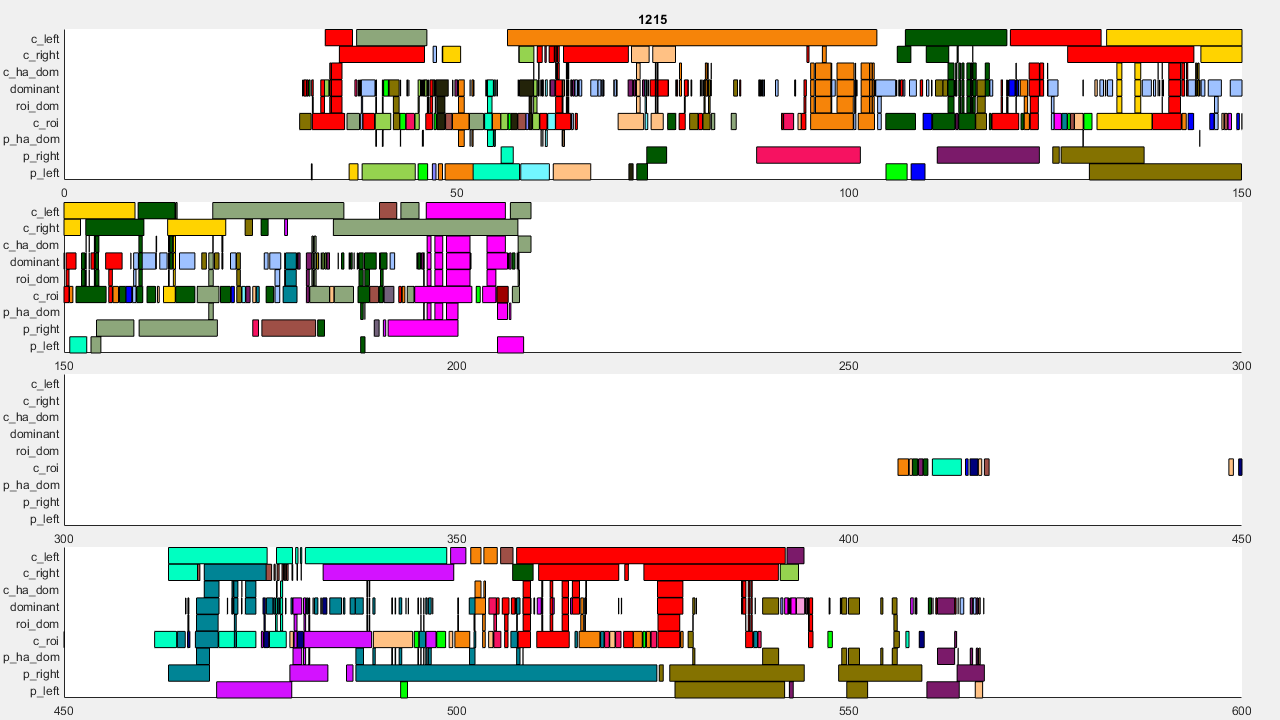 1215
c_left
c_right
c_ha_dom
dominant
roi_dom
c_roi
p_ha_dom
p_right
p_left
0 50 100 150
c_left
c_right
c_ha_dom
dominant
roi_dom
c_roi
p_ha_dom
p_right
p_left
150 200 250 300
c_left
c_right
c_ha_dom
dominant
roi_dom
c_roi
p_ha_dom
p_right
p_left
300 350 400 450
c_left
c_right
c_ha_dom
dominant
roi_dom
c_roi
p_ha_dom
p_right
p_left
450 500 550 600